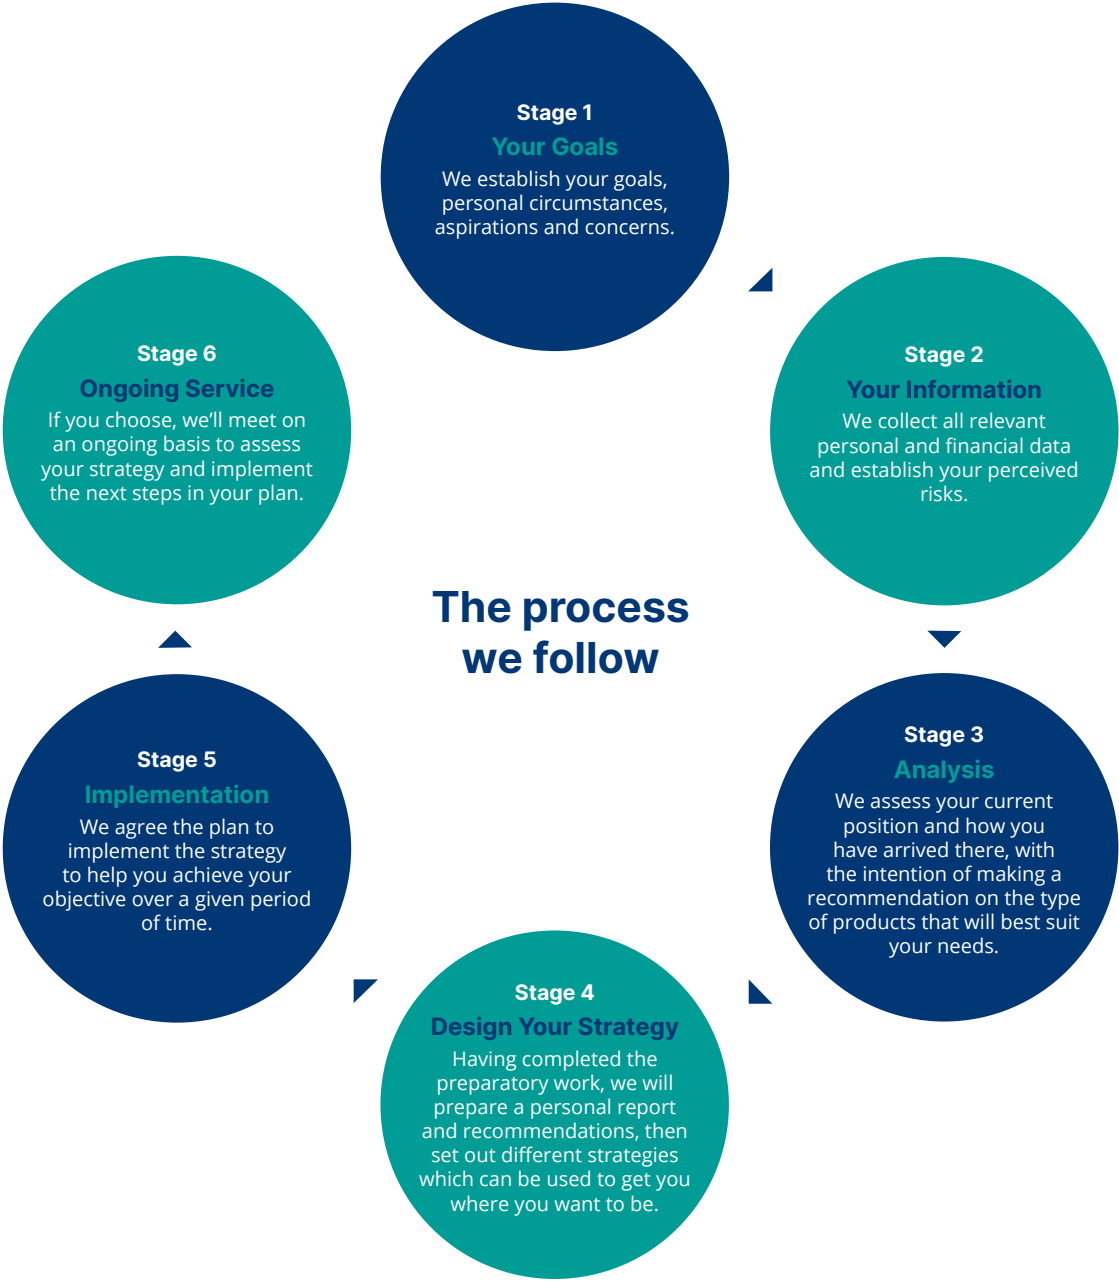 Stage 1
Your Goals
We establish your goals,
personal circumstances,
aspirations and concerns.
Stage 2
Your Information
We collect all relevant
personal and financial data
and establish your perceived
risks.
Stage 3
Analysis
We assess your current
position and how you
have arrived there, with
the intention of making a
recommendation on the type
of products that will best suit
your needs.
Stage 4
Design Your Strategy
Having completed the
preparatory work, we will
prepare a personal report
and recommendations, then
set out different strategies
which can be used to get you
where you want to be.
Stage 5
Implementation
We agree the plan to
implement the strategy
to help you achieve your
objective over a given period
of time.
Stage 6
Ongoing Service
If you choose, we’ll meet on
an ongoing basis to assess
your strategy and implement
the next steps in your plan.
The process
we follow